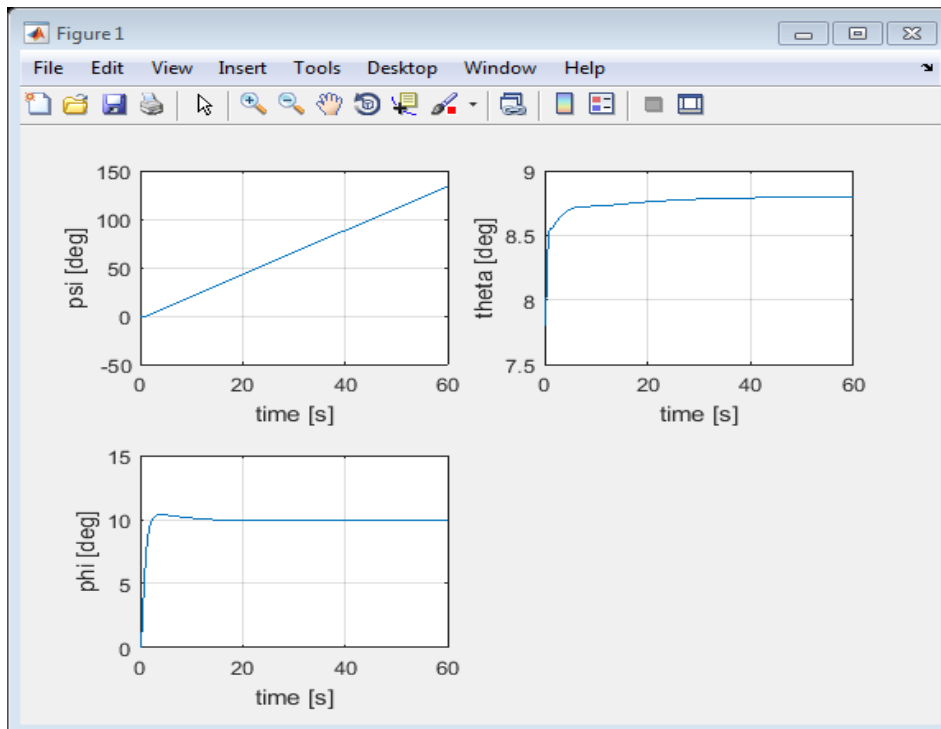 Figure 1
File Edit View Insert Tools Desktop Window Help
150
100
50
0
-50
psi [deg]
0 20 40 60
time [s]
9
8.5
8
7.5
theta [deg]
0 20 40 60
time [s]
15
10
5
0
phi [deg]
0 20 40 60
time [s]